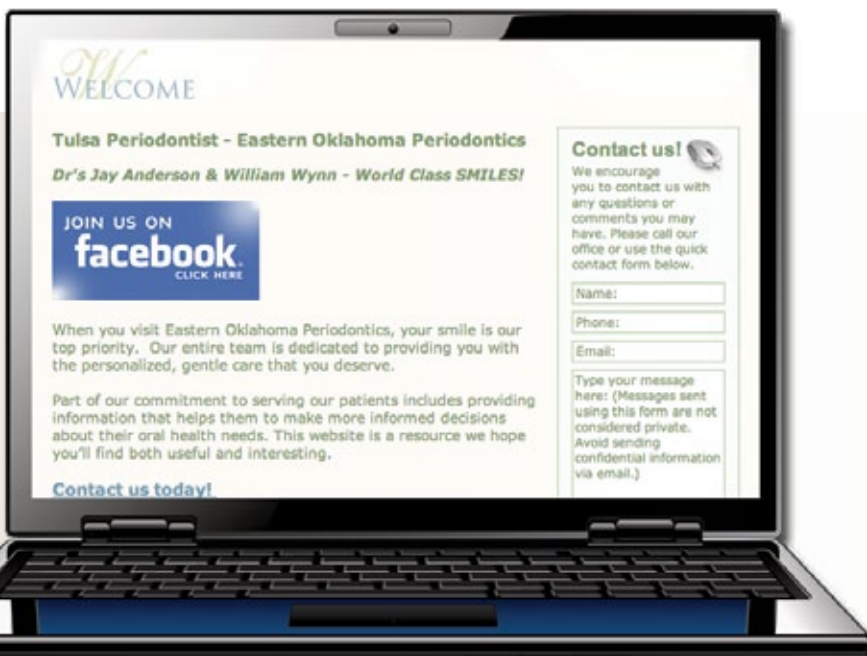 WELCOME
Tulsa Periodontist - Eastern Oklahoma Periodontics
Dr's Jay Anderson & William Wynn - World Class SMILES!
JOIN US ON
facebook.
CLICK HERE
When you visit Eastern Oklahoma Periodontics, your smile is our
top priority.  Our entire team is dedicated to providing you with
the personalized, gentle care that you deserve.
Part of our commitment to serving our patients includes providing
information that helps them to make more informed decisions
about their oral health needs. This website is a resource we hope
you'll find both useful and interesting.
Contact us today!
Contact us!
We encourage
you to contact us with
any questions or
comments you may
have. Please call our
office or use the quick
contact form below.
Name:
Phone:
Email:
Type your message
here: (Messages sent
using this form are not
considered private.
Avoid sending
confidential information
via email.)